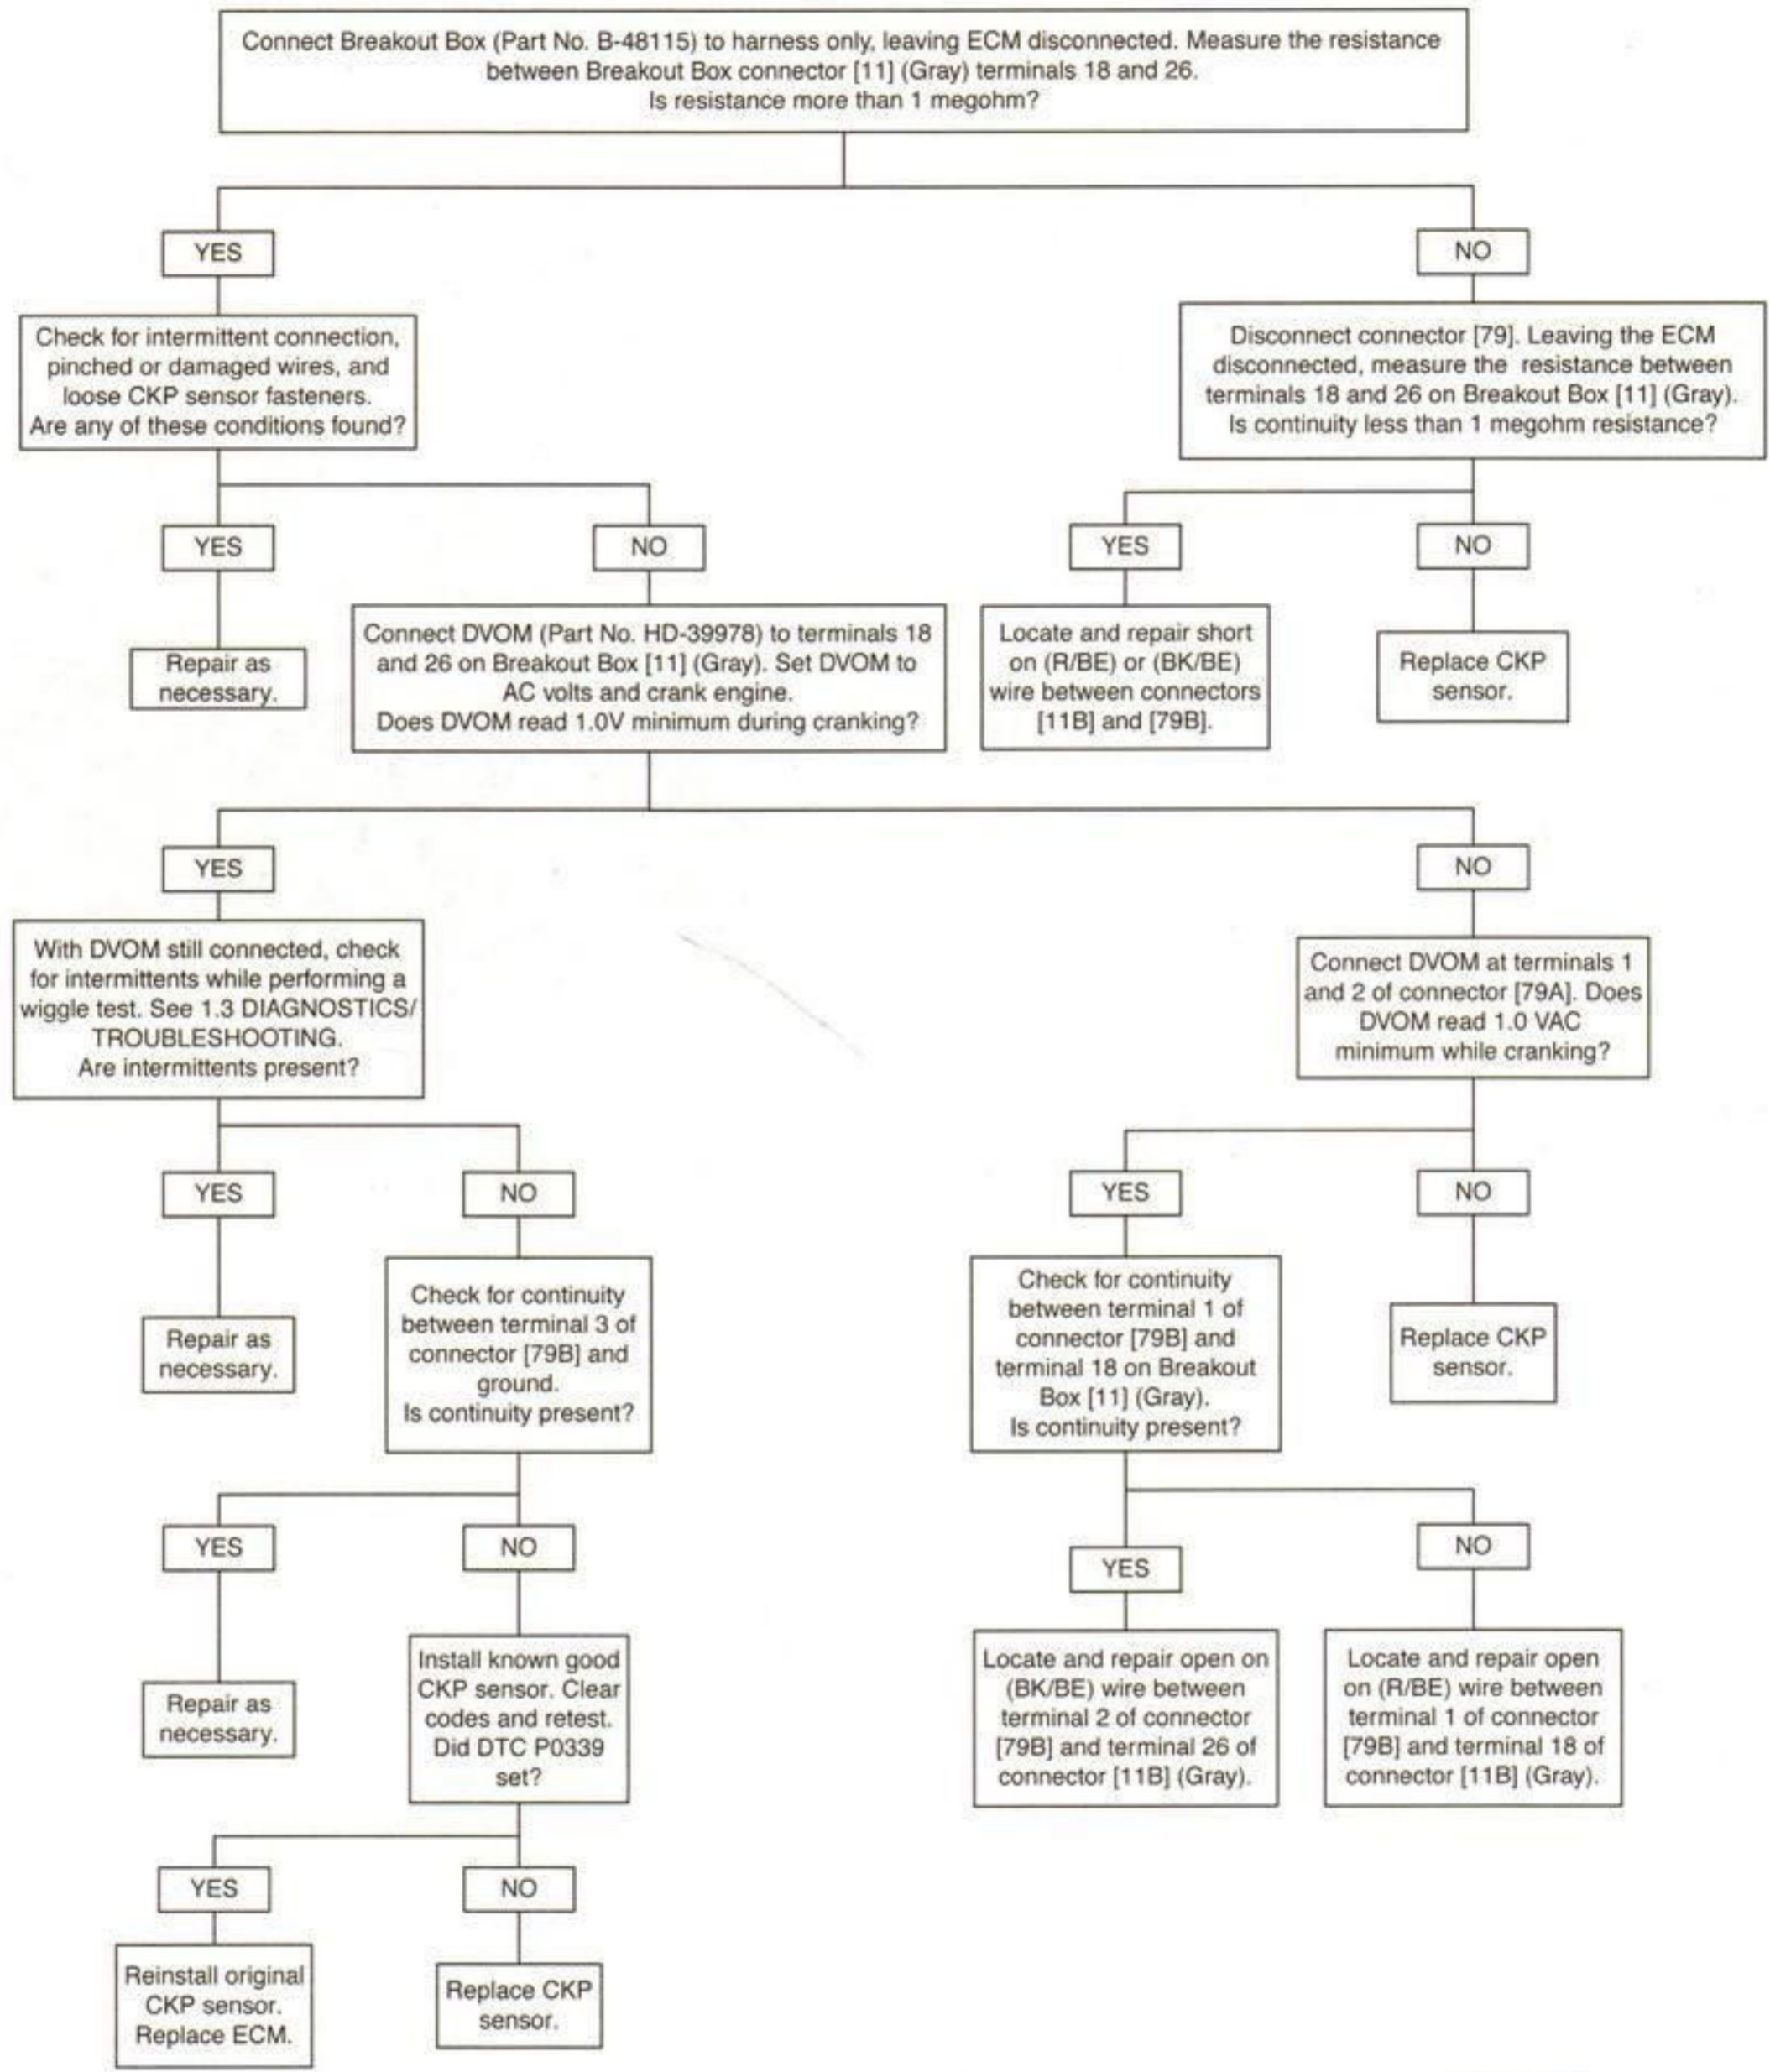 Connect Breakout Box (Part No. B-48115) to harness only, leaving ECM disconnected. Measure the resistance
between Breakout Box connector [11] (Gray) terminals 18 and 26.
Is resistance more than 1 megohm?
YES
NO
Check for intermittent connection,
pinched or damaged wires, and
loose CKP sensor fasteners.
Are any of these conditions found?
Disconnect connector [79]. Leaving the ECM
disconnected, measure the resistance between
terminals 18 and 26 on Breakout Box [11] (Gray).
Is continuity less than 1 megohm resistance?
YES
NO
YES
NO
Repair as
necessary.
Connect DVOM (Part No. HD-39978) to terminals 18
and 26 on Breakout Box [11] (Gray). Set DVOM to
AC volts and crank engine.
Does DVOM read 1.0V minimum during cranking?
Locate and repair short
on (R/BE) or (BK/BE)
wire between connectors
[11B] and [79B].
Replace CKP
sensor.
YES
NO
With DVOM still connected, check
for intermittents while performing a
wiggle test. See 1.3 DIAGNOSTICS/
TROUBLESHOOTING.
Are intermittents present?
Connect DVOM at terminals 1
and 2 of connector [79A]. Does
DVOM read 1.0 VAC
minimum while cranking?
YES
NO
YES
NO
Repair as
necessary.
Check for continuity
between terminal 3 of
connector [79B] and
ground.
Is continuity present?
Check for continuity
between terminal 1 of
connector [79B] and
terminal 18 on Breakout
Box [11] (Gray).
Is continuity present?
Replace CKP
sensor.
YES
NO
YES
NO
Repair as
necessary.
Install known good
CKP sensor. Clear
codes and retest.
Did DTC P0339
set?
Locate and repair open on
(BK/BE) wire between
terminal 2 of connector
[79B] and terminal 26 of
connector [11B] (Gray).
Locate and repair open
on (R/BE) wire between
terminal 1 of connector
[79B] and terminal 18 of
connector [11B] (Gray).
YES
NO
Reinstall original
CKP sensor.
Replace ECM.
Replace CKP
sensor.